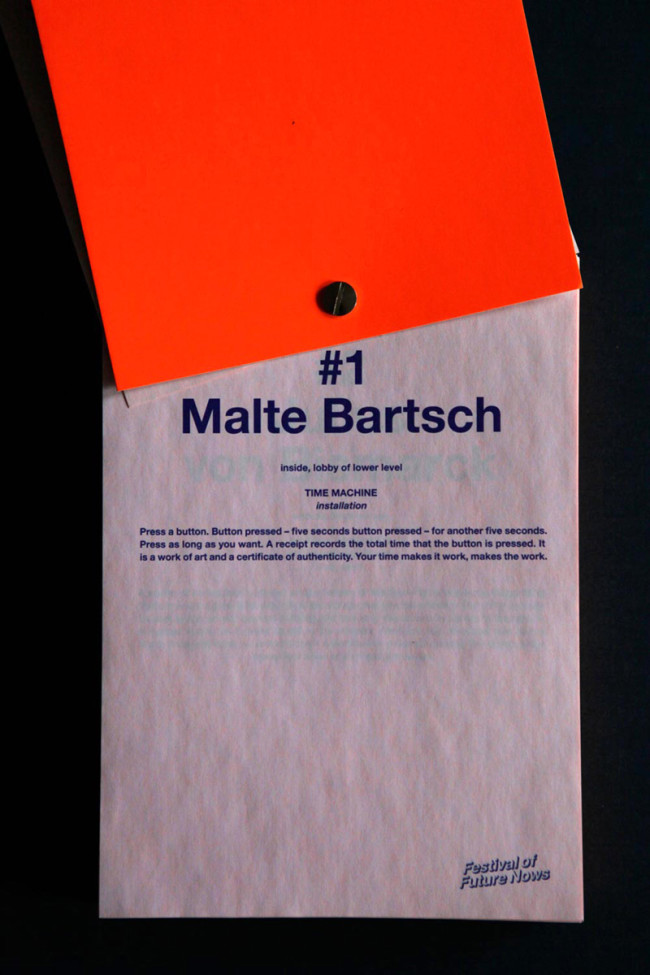 #1
Malte Bartsch
inside, lobby of lower level
TIME MACHINE
installation
Press a button. Button pressed – five seconds button pressed – for another five seconds.
Press as long as you want. A receipt records the total time that the button is pressed. It
is a work of art and a certificate of authenticity. Your time makes it work, makes the work.
von Bismarck
Festival of
Future Nows